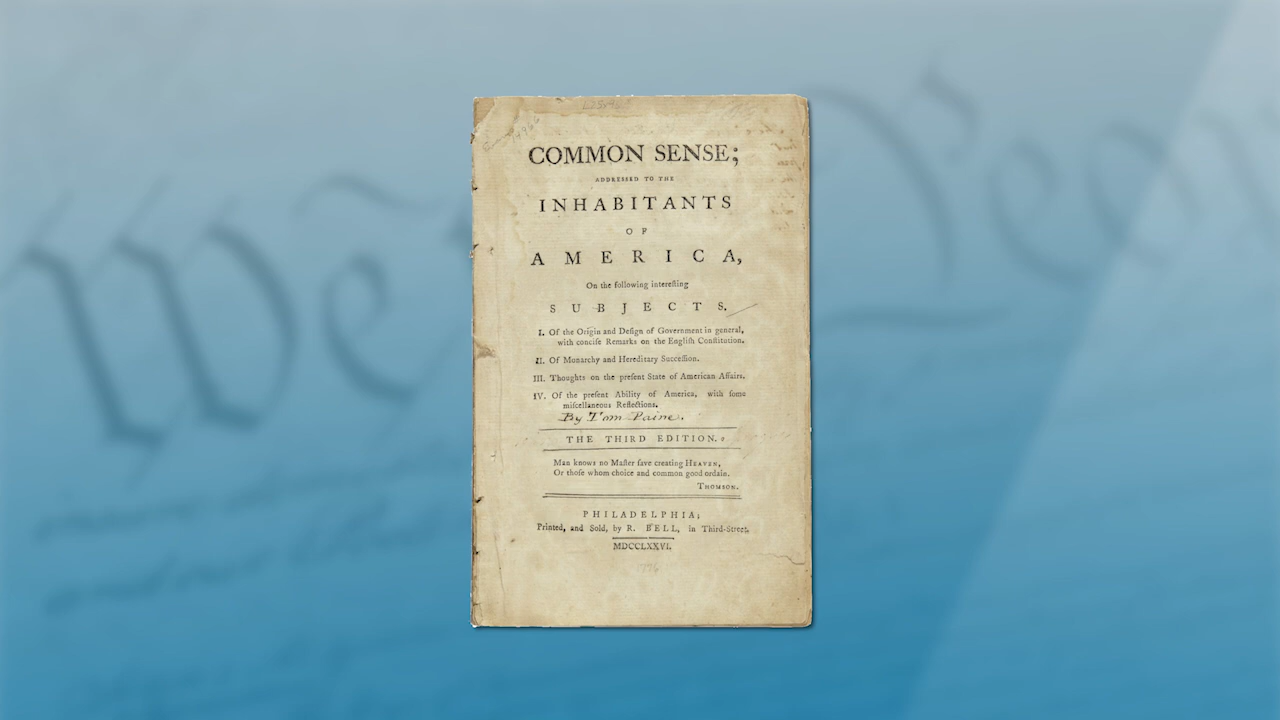 We the People
COMMON SENSE;
ADDRESSED TO THE
INHABITANTS
OF
AMERICA,
On the following intereſting
SUBJECTS.
I. Of the Origin and Deſign of Government in general,
with conciſe Remarks on the Engliſh Conſtitution.
II. Of Monarchy and Hereditary Succeſſion.
III. Thoughts on the preſent State of American Affairs.
IV. Of the preſent Ability of America, with ſome
miſcellaneous Reflections.
By Tom Paine.
THE THIRD EDITION.
Man knows no Maſter ſave creating HEAVEN,
Or thoſe whom choice and common good ordain.
THOMSON.
PHILADELPHIA;
Printed, and Sold, by R. BELL, in Third-Street.
MDCCLXXVI.
1776